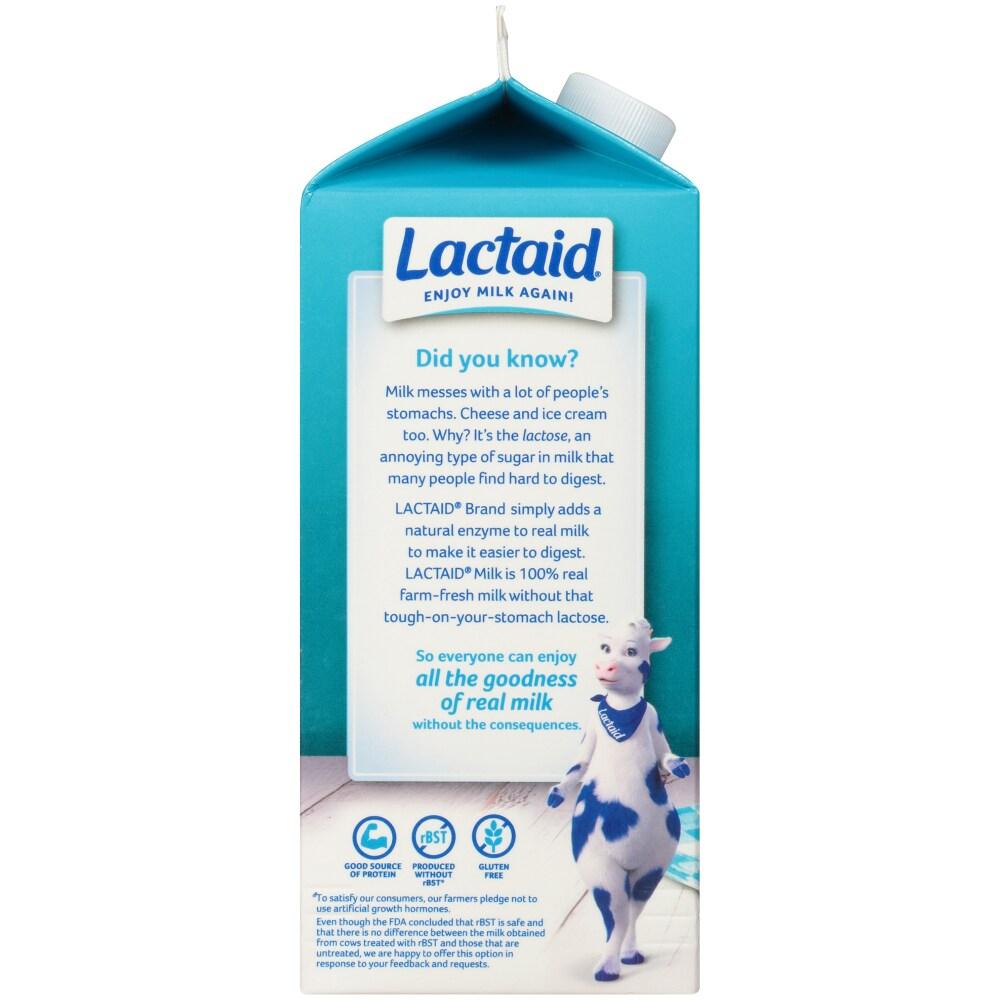 Lactaid®
ENJOY MILK AGAIN!
Did you know?
Milk messes with a lot of people's
stomachs. Cheese and ice cream
too. Why? It's the lactose, an
annoying type of sugar in milk that
many people find hard to digest.
LACTAID® Brand simply adds a
natural enzyme to real milk
to make it easier to digest.
LACTAID® Milk is 100% real
farm-fresh milk without that
tough-on-your-stomach lactose.
So everyone can enjoy
all the goodness
of real milk
without the consequences.
Lactaid
rBST
GOOD SOURCE
OF PROTEIN
PRODUCED
WITHOUT
rBST*
GLUTEN
FREE
*To satisfy our consumers, our farmers pledge not to
use artificial growth hormones.
Even though the FDA concluded that rBST is safe and
that there is no difference between the milk obtained
from cows treated with rBST and those that are
untreated, we are happy to offer this option in
response to your feedback and requests.